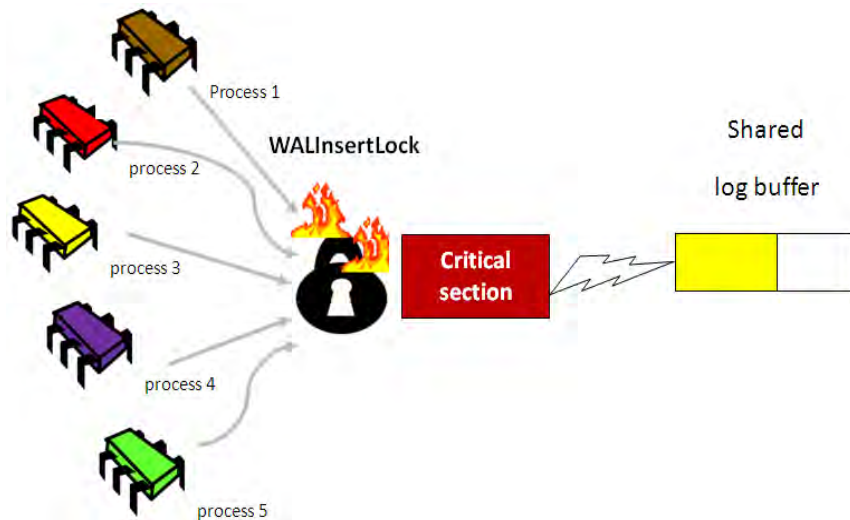 Process 1
process 2
process 3
process 4
process 5
WALInsertLock
Critical
section
Shared
log buffer